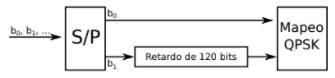 b0, b1, ...
S/P
b0
b1
Retardo de 120 bits
Mapeo
QPSK